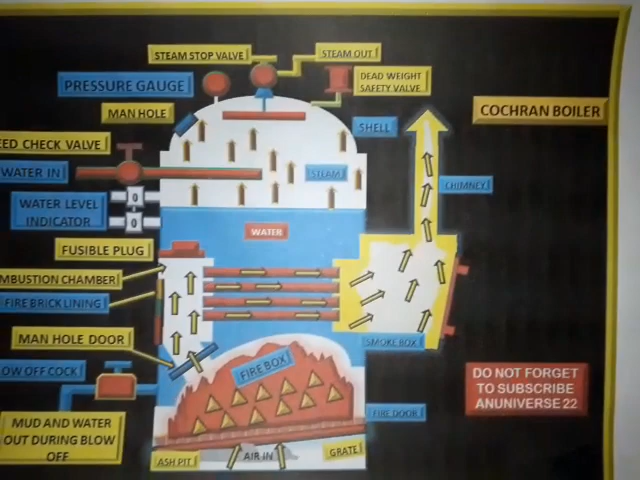 STEAM STOP VALVE
STEAM OUT
PRESSURE GAUGE
DEAD WEIGHT
SAFETY VALVE
MAN HOLE
COCHRAN BOILER
SHELL
EED CHECK VALVE
WATER IN
STEAM
CHIMNEY
WATER LEVEL
INDICATOR
0
0
WATER
FUSIBLE PLUG
MBUSTION CHAMBER
FIRE BRICK LINING
MAN HOLE DOOR
SMOKE BOX
OW OFF COCK
FIRE BOX
DO NOT FORGET
TO SUBSCRIBE
ANUNIVERSE 22
FIRE DOOR
MUD AND WATER
OUT DURING BLOW
OFF
ASH PIT
AIR IN
GRATE